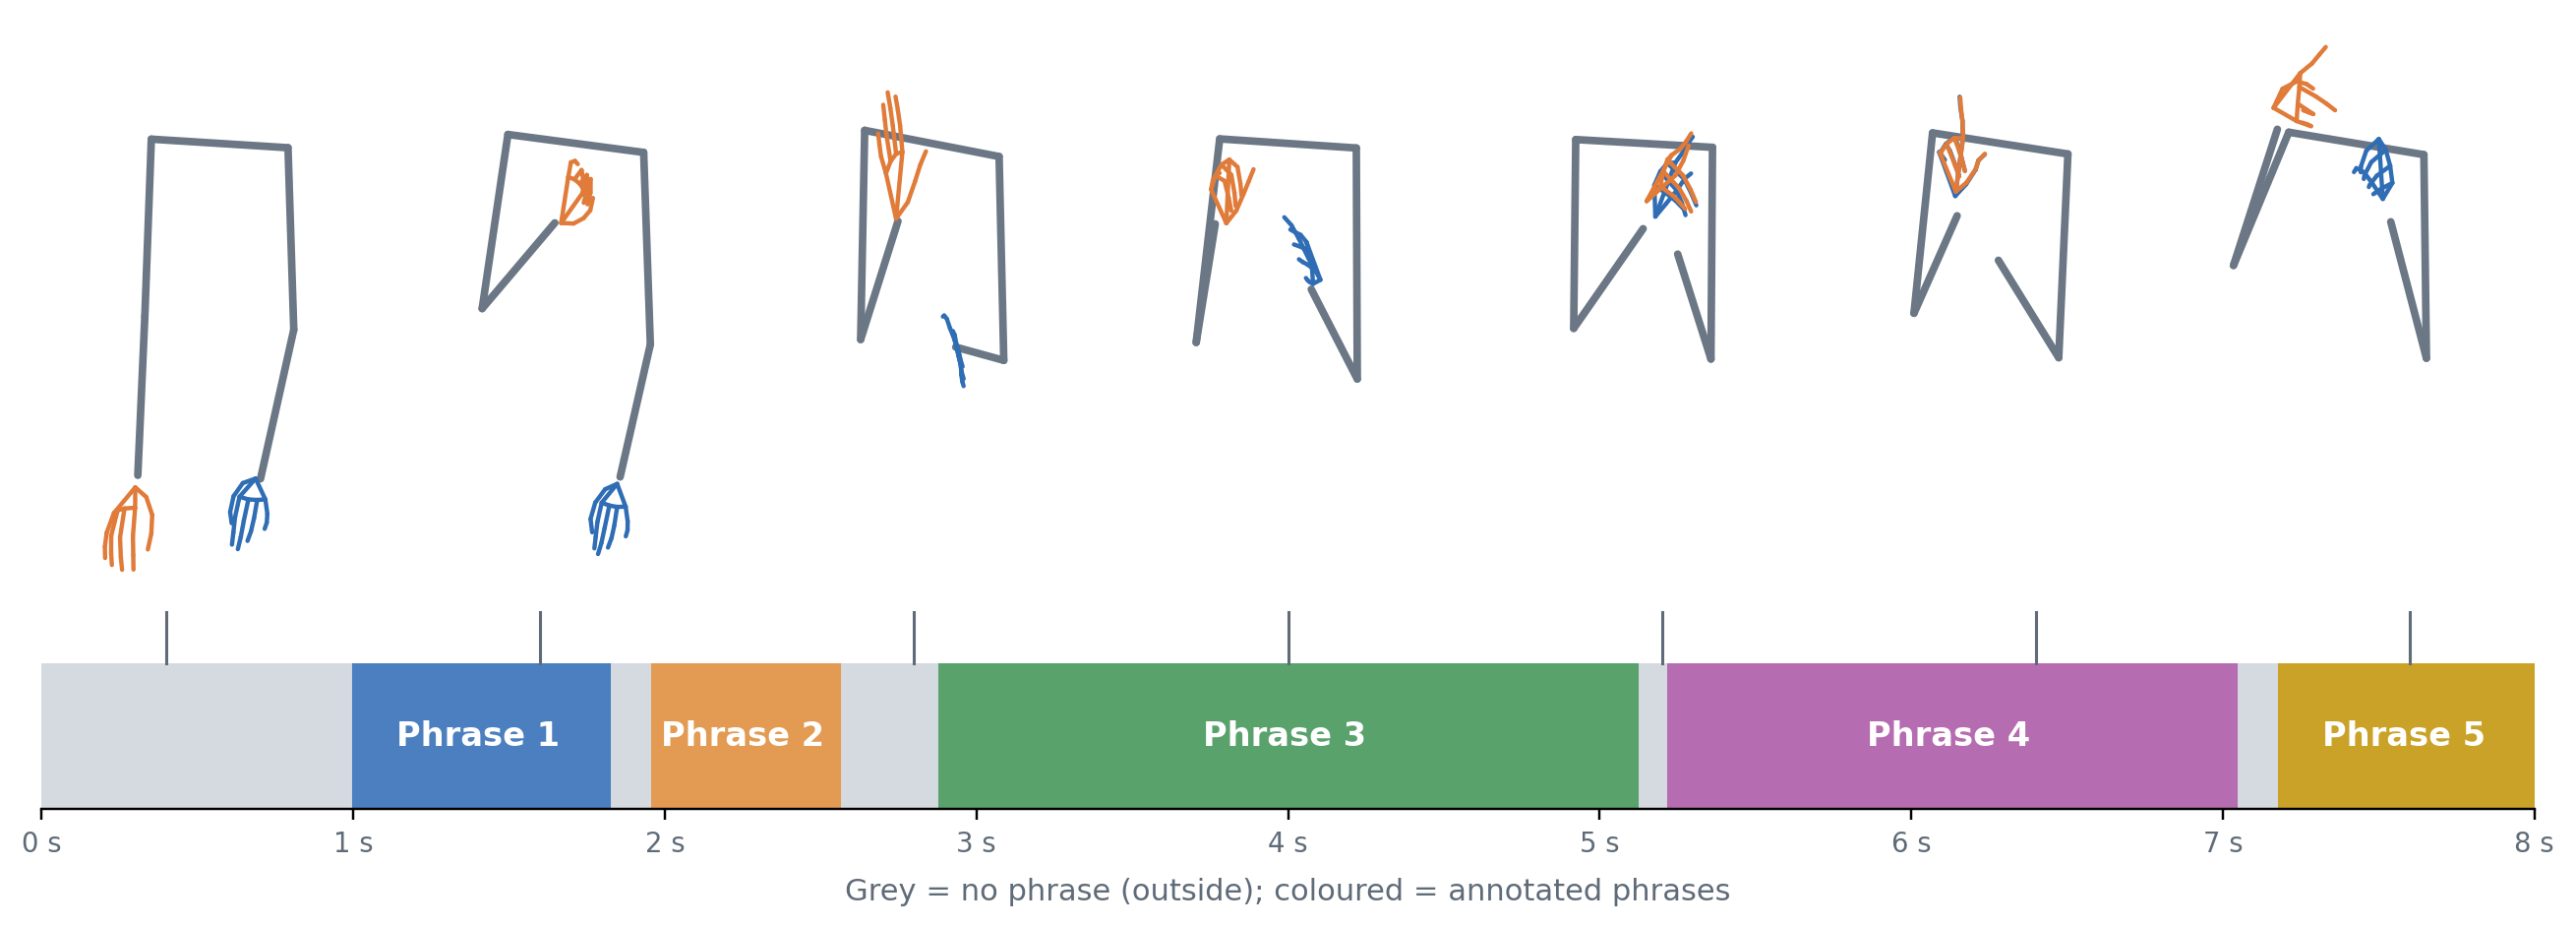 Phrase 1 Phrase 2 Phrase 3 Phrase 4 Phrase 5
0 s 1 s 2 s 3 s 4 s 5 s 6 s 7 s 8 s
Grey = no phrase (outside); coloured = annotated phrases